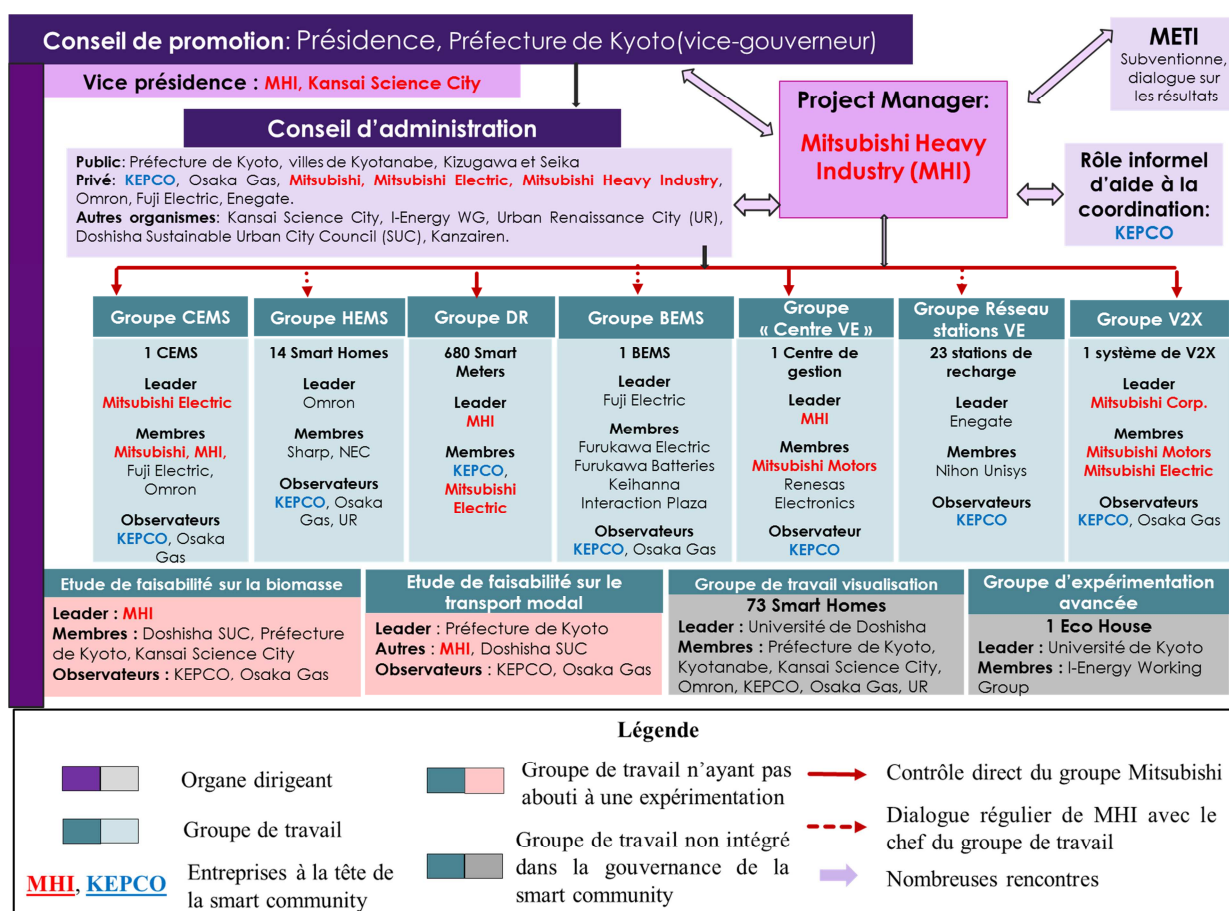 Conseil de promotion: Présidence, Préfecture de Kyoto(vice-gouverneur)
Vice présidence : MHI, Kansai Science City
METI
Subventionne,
dialogue sur
les résultats
Project Manager:
Mitsubishi Heavy
Industry (MHI)
Rôle informel
d'aide à la
coordination:
KEPCO
Conseil d'administration
Public: Préfecture de Kyoto, villes de Kyotanabe, Kizugawa et Seika
Privé: KEPCO, Osaka Gas, Mitsubishi, Mitsubishi Electric, Mitsubishi Heavy Industry,
Omron, Fuji Electric, Enegate.
Autres organismes: Kansai Science City, I-Energy WG, Urban Renaissance City (UR),
Doshisha Sustainable Urban City Council (SUC), Kanzairen.
Groupe CEMS
1 CEMS
Leader
Mitsubishi Electric
Membres
Mitsubishi, MHI,
Fuji Electric,
Omron
Observateurs
KEPCO, Osaka
Gas
Groupe HEMS
14 Smart Homes
Leader
Omron
Membres
Sharp, NEC
Observateurs
KEPCO, Osaka
Gas, UR
Groupe DR
680 Smart
Meters
Leader
MHI
Membres
KEPCO,
Mitsubishi
Electric
Groupe BEMS
1 BEMS
Leader
Fuji Electric
Membres
Furukawa Electric
Furukawa Batteries
Keihanna
Interaction Plaza
Observateurs
KEPCO, Osaka Gas
Groupe
« Centre VE »
1 Centre de
gestion
Leader
MHI
Membres
Mitsubishi Motors
Renesas
Electronics
Observateur
KEPCO
Groupe Réseau
stations VE
23 stations de
recharge
Leader
Enegate
Membres
Nihon Unisys
Observateurs
KEPCO
Groupe V2X
1 système de V2X
Leader
Mitsubishi Corp.
Membres
Mitsubishi Motors
Mitsubishi Electric
Observateurs
KEPCO, Osaka Gas
Etude de faisabilité sur la biomasse
Leader : MHI
Membres : Doshisha SUC, Préfecture
de Kyoto, Kansai Science City
Observateurs : KEPCO, Osaka Gas
Etude de faisabilité sur le
transport modal
Leader : Préfecture de Kyoto
Autres : MHI, Doshisha SUC
Observateurs : KEPCO, Osaka Gas
Groupe de travail visualisation
73 Smart Homes
Leader : Université de Doshisha
Membres : Préfecture de Kyoto,
Kyotanabe, Kansai Science City,
Omron, KEPCO, Osaka Gas, UR
Groupe d'expérimentation
avancée
1 Eco House
Leader : Université de Kyoto
Membres : I-Energy Working
Group
Légende
Organe dirigeant
Groupe de travail
MHI, KEPCO
Entreprises à la tête de
la smart community
Groupe de travail n'ayant pas
abouti à une expérimentation
Groupe de travail non intégré
dans la gouvernance de la
smart community
Contrôle direct du groupe Mitsubishi
Dialogue régulier de MHI avec le
chef du groupe de travail
Nombreuses rencontres